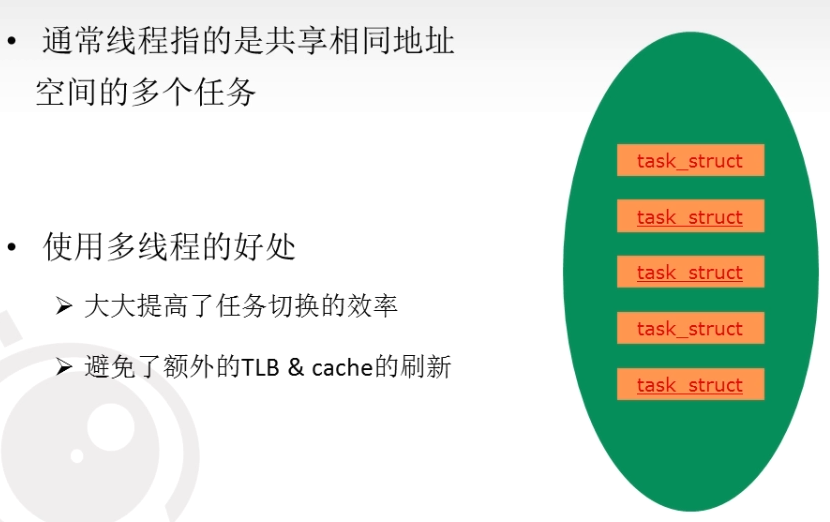 • 通常线程指的是共享相同地址
空间的多个任务
• 使用多线程的好处
➢ 大大提高了任务切换的效率
➢ 避免了额外的TLB & cache的刷新
task_struct
task_struct
task_struct
task_struct
task_struct